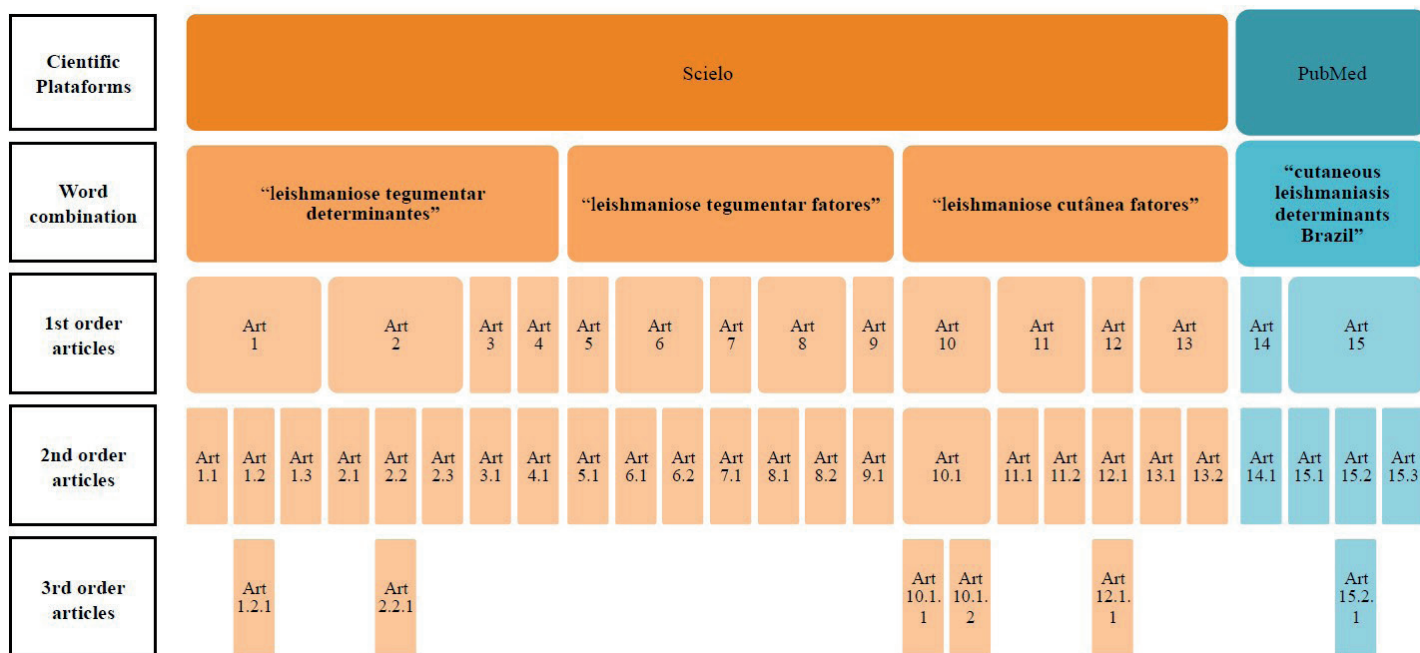 Cientific
Plataforms
Scielo
PubMed
Word
combination
“leishmaniose tegumentar
determinantes”
“leishmaniose tegumentar fatores”
“leishmaniose cutânea fatores”
“cutaneous
leishmaniasis
determinants
Brazil”
1st order
articles
Art
1
Art
2
Art
3
Art
4
Art
5
Art
6
Art
7
Art
8
Art
9
Art
10
Art
11
Art
12
Art
13
Art
14
Art
15
2nd order
articles
Art
1.1
Art
1.2
Art
1.3
Art
2.1
Art
2.2
Art
2.3
Art
3.1
Art
4.1
Art
5.1
Art
6.1
Art
6.2
Art
7.1
Art
8.1
Art
8.2
Art
9.1
Art
10.1
Art
11.1
Art
11.2
Art
12.1
Art
13.1
Art
13.2
Art
14.1
Art
15.1
Art
15.2
Art
15.3
3rd order
articles
Art
1.2.1
Art
2.2.1
Art
10.1.
1
Art
10.1.
2
Art
12.1.
1
Art
15.2.
1